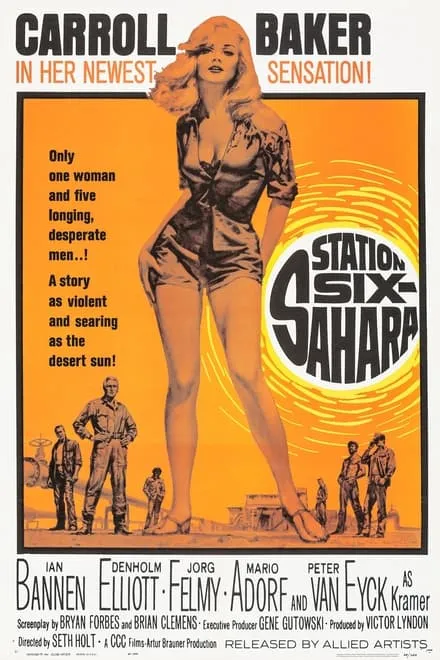 CARROLL BAKER
IN HER NEWEST SENSATION!
Only
one woman
and five
longing,
desperate
men..!
A story
as violent
and searing
as the
desert sun!
STATION
SIX-
SAHARA
IAN BANNEN · DENHOLM ELLIOTT · JORG FELMY · MARIO ADORF AND PETER VAN EYCK AS Kramer
Screenplay by BRYAN FORBES and BRIAN CLEMENS · Executive Producer GENE GUTOWSKI · Produced by VICTOR LYNDON
Directed by SETH HOLT · A CCC Films-Artur Brauner Production RELEASED BY ALLIED ARTISTS